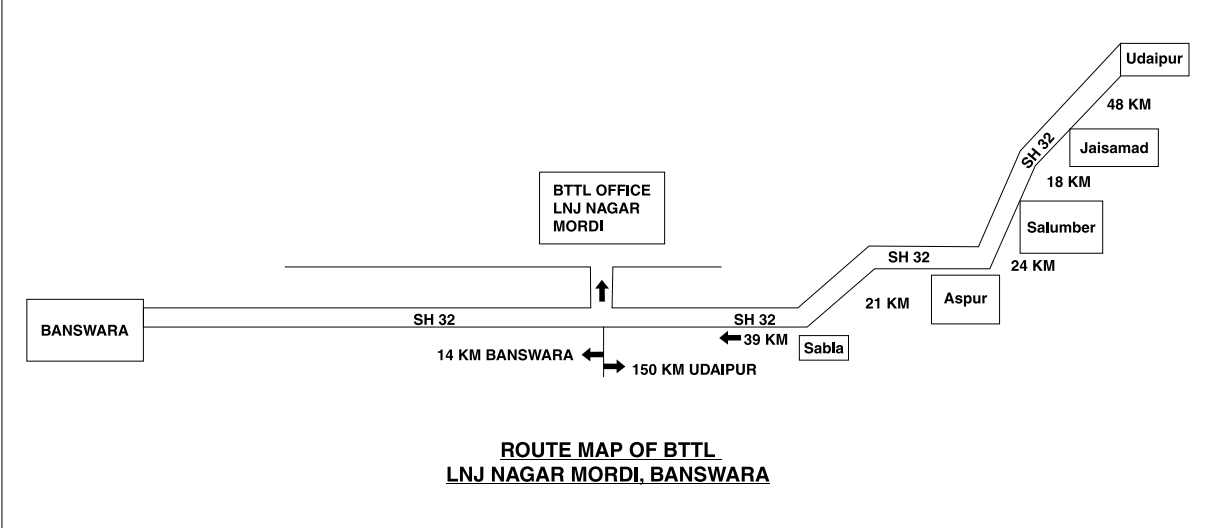 Udaipur
48 KM
SH 32
Jaisamad
18 KM
BTTL OFFICE
LNJ NAGAR
MORDI
Salumber
SH 32
24 KM
Aspur
21 KM
BANSWARA
SH 32
SH 32
39 KM
Sabla
14 KM BANSWARA
150 KM UDAIPUR
ROUTE MAP OF BTTL
LNJ NAGAR MORDI, BANSWARA